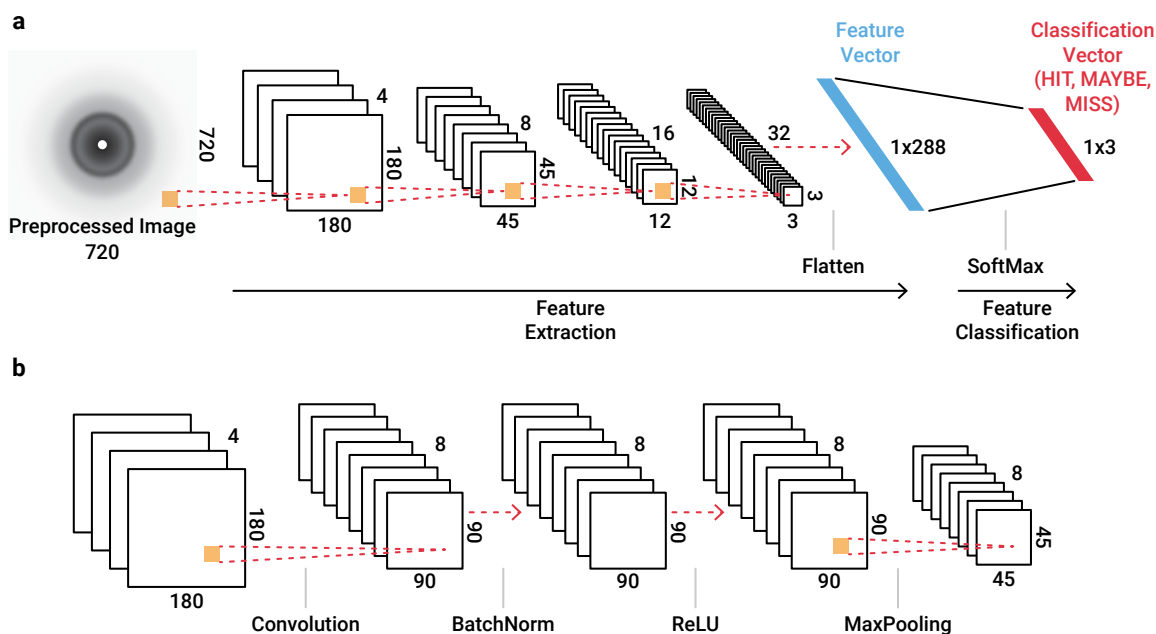 a
Feature
Vector
Classification
Vector
(HIT, MAYBE,
MISS)
720
4
180
8
45
16
12
32
3
1x288
1x3
Preprocessed Image
720
180
45
12
3
Flatten
SoftMax
Feature
Extraction
Feature
Classification
b
4
180
180
8
90
90
8
90
90
8
90
90
8
45
45
Convolution
BatchNorm
ReLU
MaxPooling